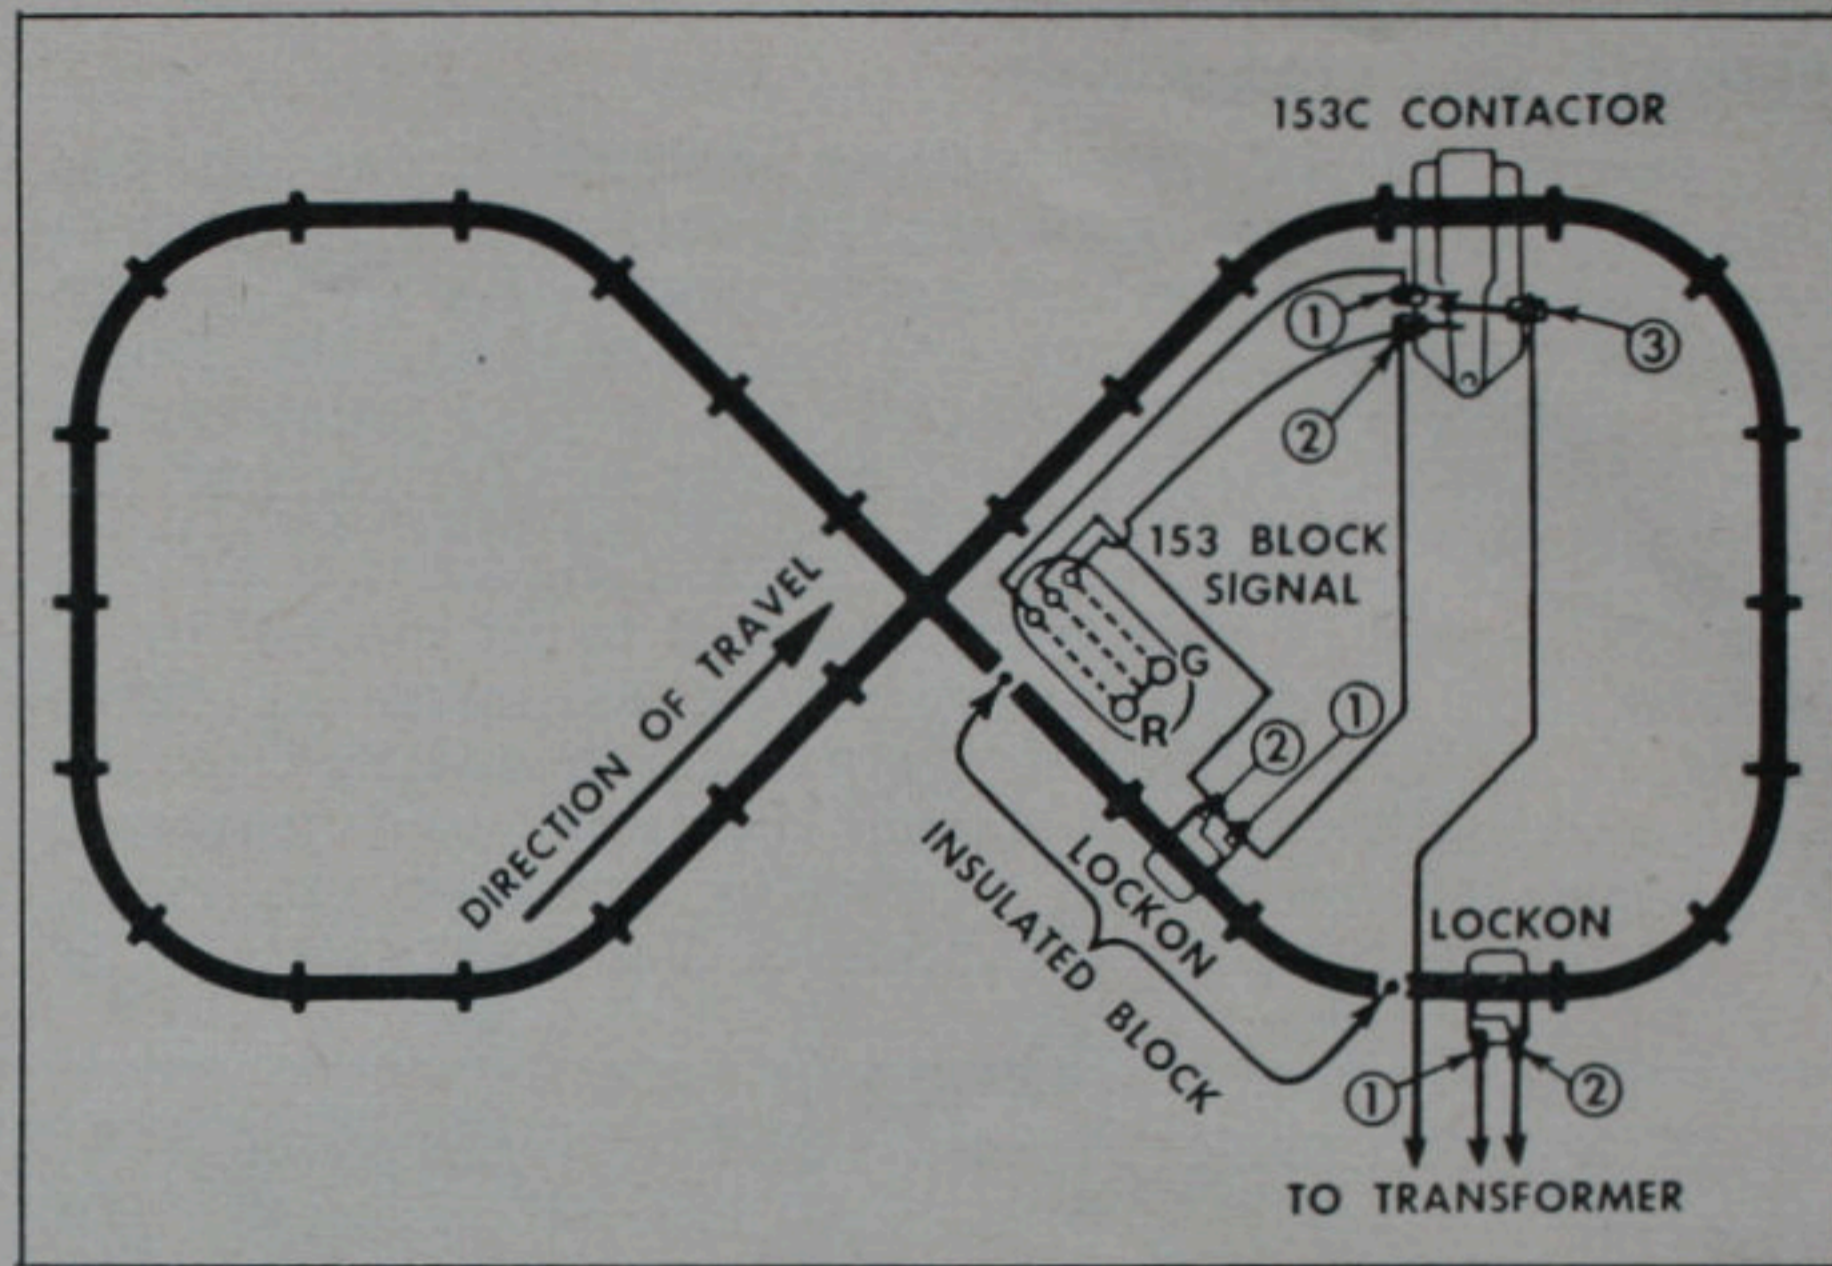 153C CONTACTOR
①
③
②
153 BLOCK
SIGNAL
DIRECTION OF TRAVEL
G
R
②
①
LOCKON
INSULATED BLOCK
LOCKON
①
②
TO TRANSFORMER